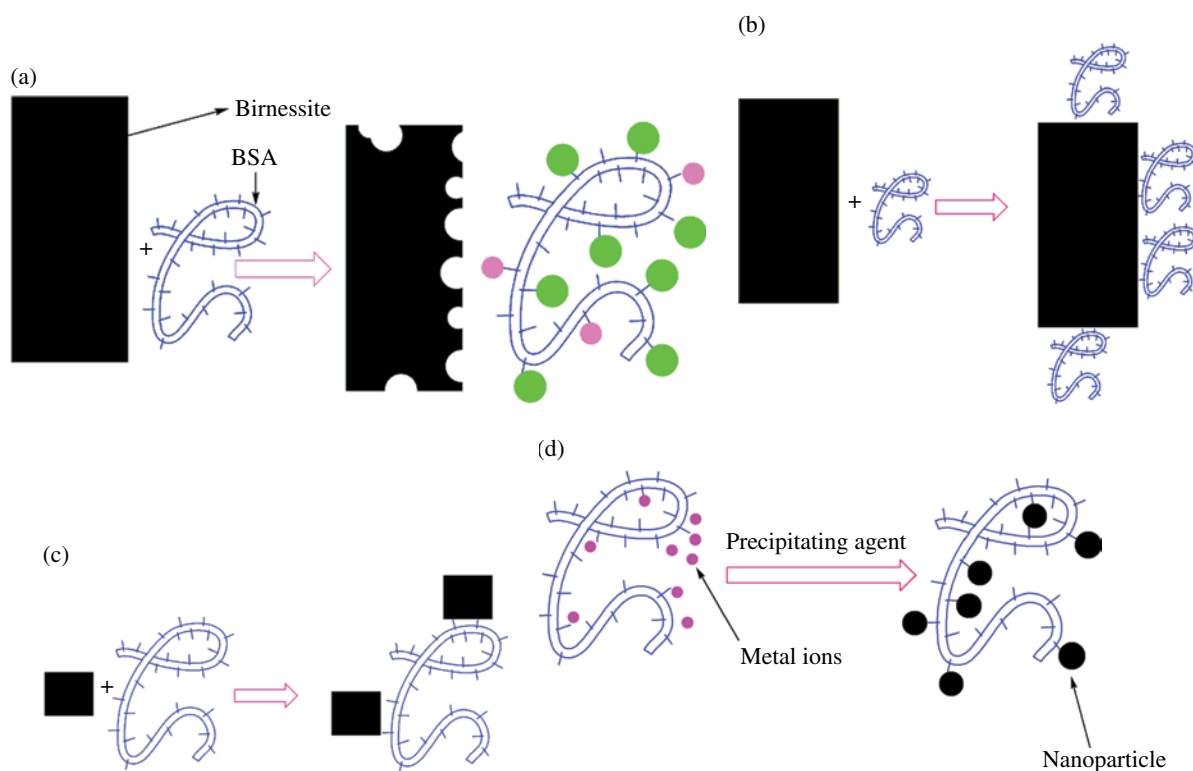 (a)
Birnessite
BSA
+
(b)
+
(c)
+
(d)
Precipitating agent
Metal ions
Nanoparticle